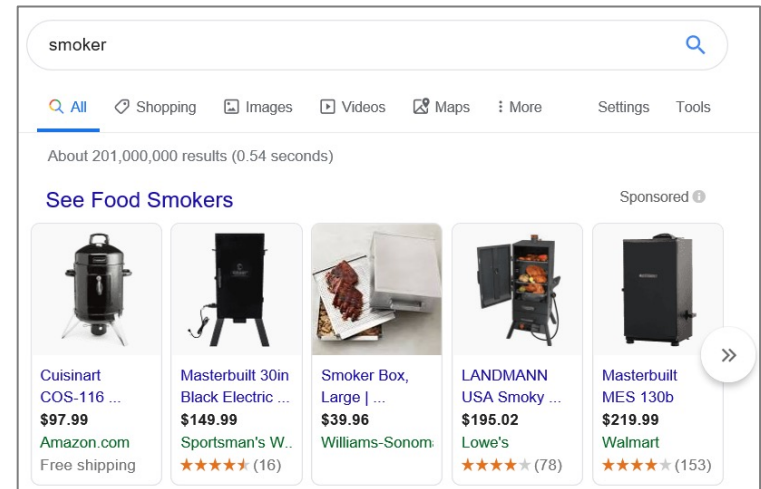 smoker
All Shopping Images Videos Maps More Settings Tools
About 201,000,000 results (0.54 seconds)
See Food Smokers
Sponsored
Cuisinart
COS-116 ...
$97.99
Amazon.com
Free shipping
Masterbuilt 30in
Black Electric ...
$149.99
Sportsman's W..
(16)
Smoker Box,
Large | ...
$39.96
Williams-Sonom
LANDMANN
USA Smoky ...
$195.02
Lowe's
(78)
Masterbuilt
MES 130b
$219.99
Walmart
(153)